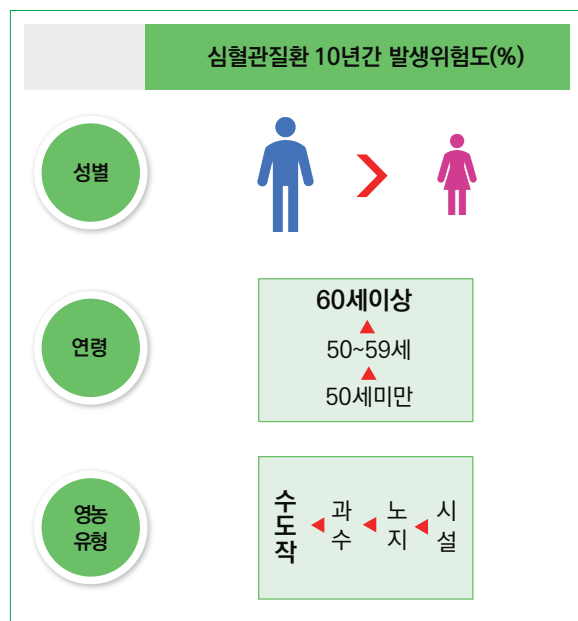 심혈관질환 10년간 발생위험도(%)
성별
연령
60세이상
50~59세
50세미만
영농
유형
수도작
과수
노지
시설